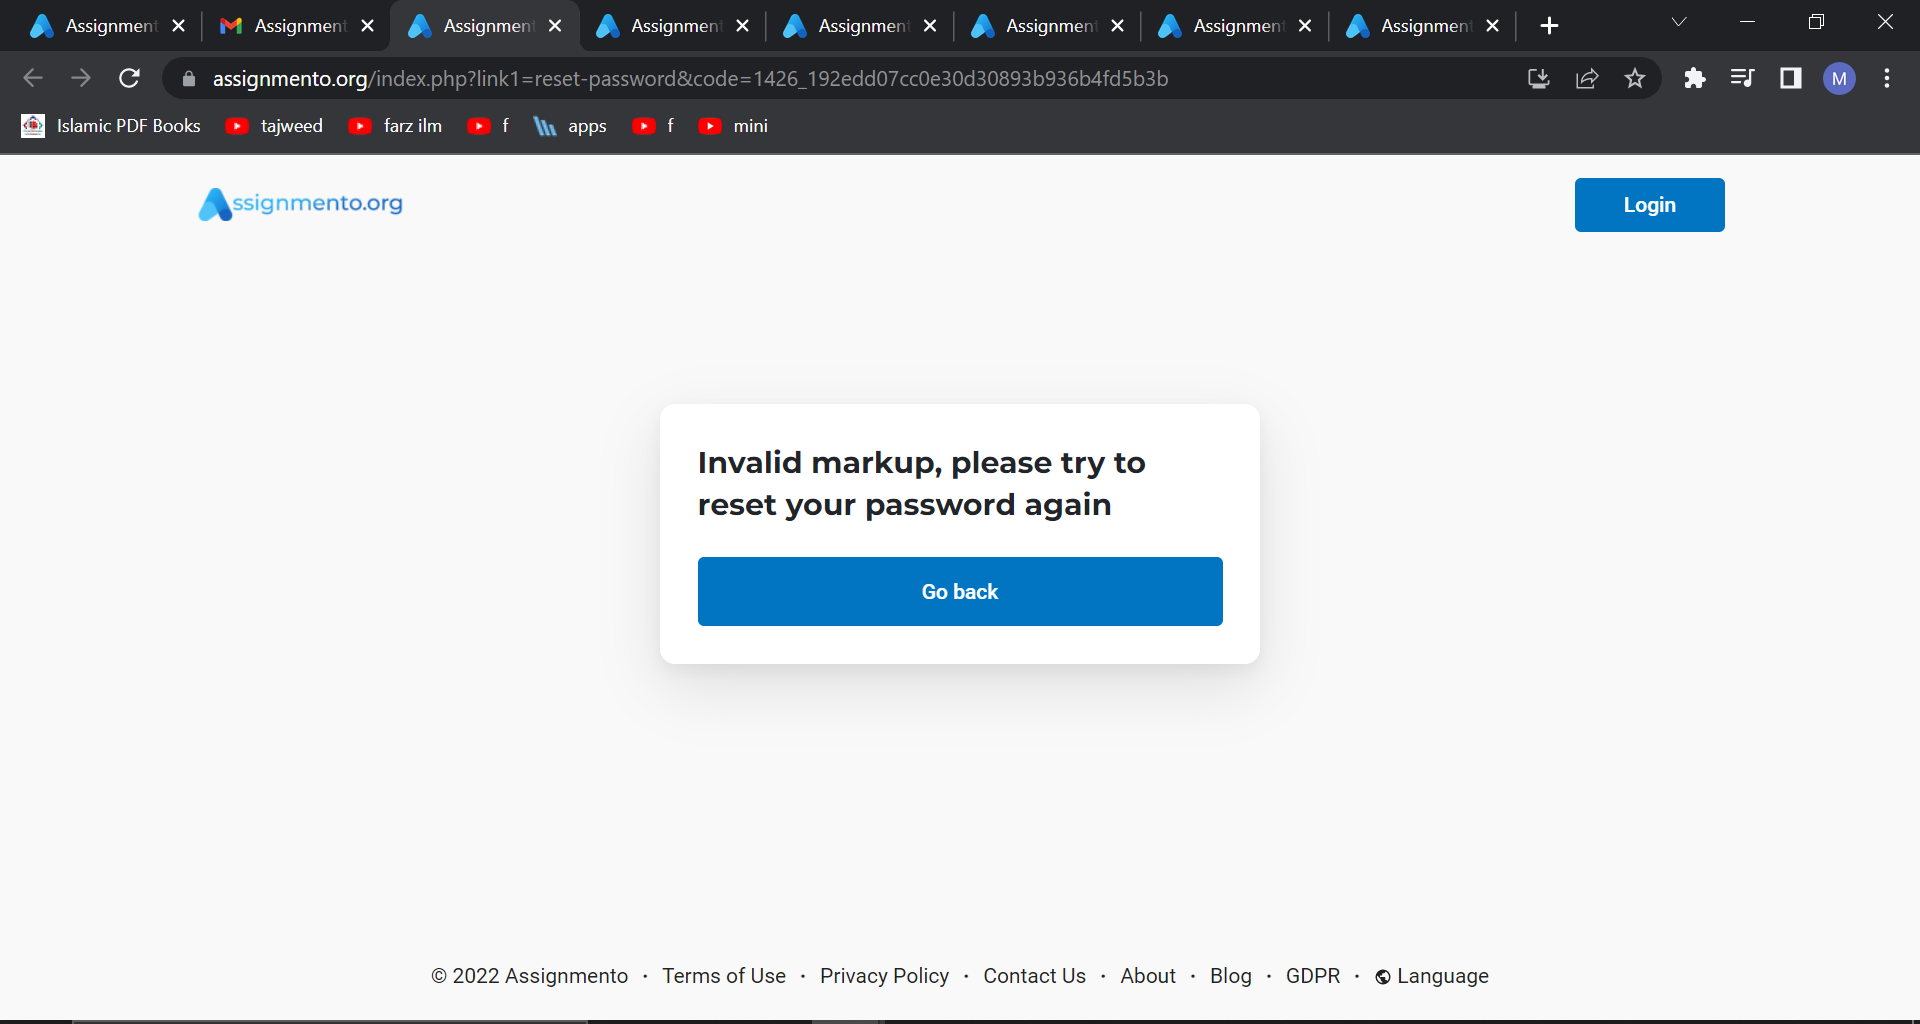 Assignment
Assignment
Assignment
Assignment
Assignment
Assignment
Assignment
Assignment
assignmento.org/index.php?link1=reset-password&code=1426_192edd07cc0e30d30893b936b4fd5b3b
M
Islamic PDF Books
tajweed
farz ilm
f
apps
f
mini
Assignmento.org
Login
Invalid markup, please try to
reset your password again
Go back
© 2022 Assignmento · Terms of Use · Privacy Policy · Contact Us · About · Blog · GDPR · Language